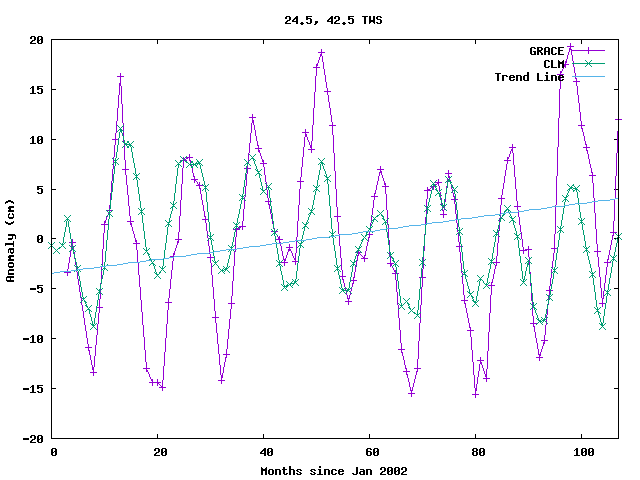 24.5, 42.5 TWS
GRACE
CLM
Trend Line
20
15
10
5
0
-5
-10
-15
-20
Anomaly (cm)
0 20 40 60 80 100
Months since Jan 2002